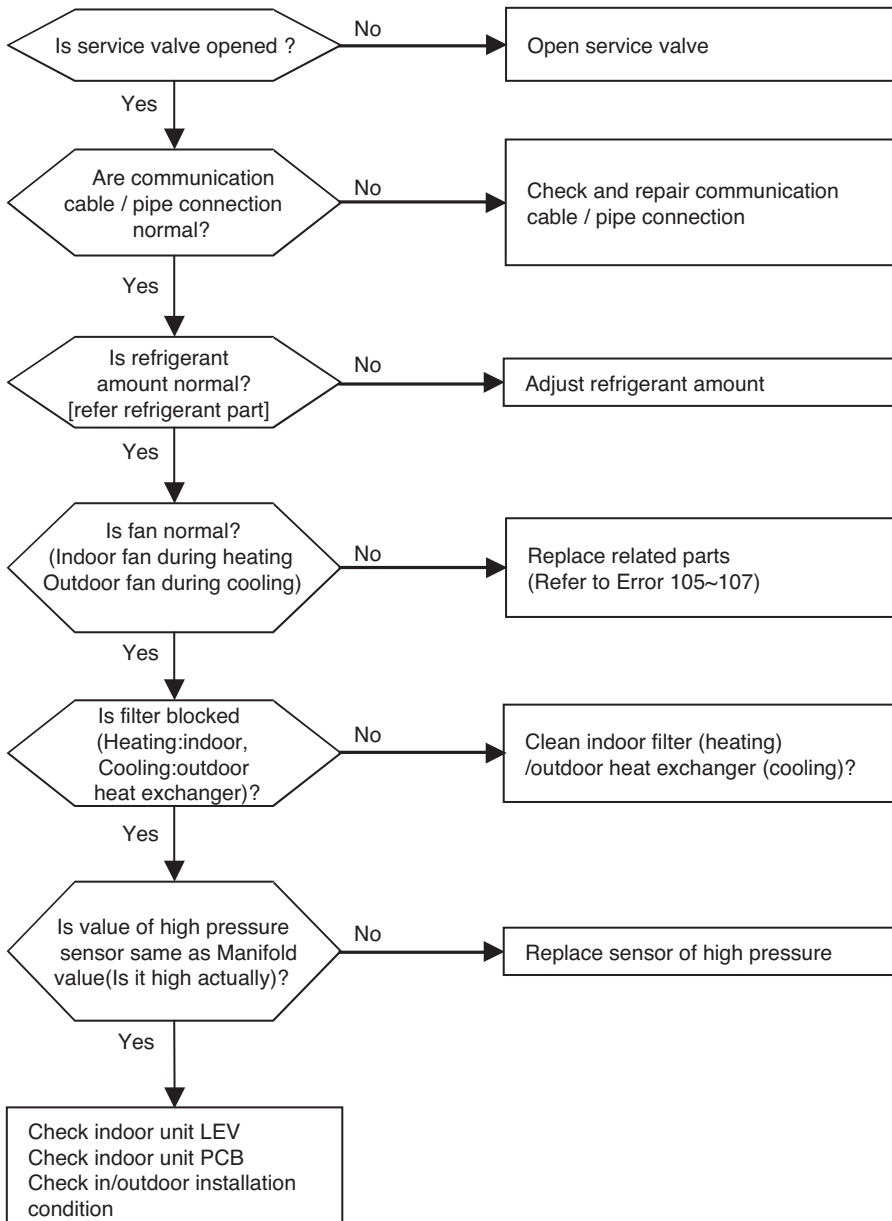 Is service valve opened ?
No
Open service valve
Yes
Are communication
cable / pipe connection
normal?
No
Check and repair communication
cable / pipe connection
Yes
Is refrigerant
amount normal?
[refer refrigerant part]
No
Adjust refrigerant amount
Yes
Is fan normal?
(Indoor fan during heating
Outdoor fan during cooling)
No
Replace related parts
(Refer to Error 105~107)
Yes
Is filter blocked
(Heating:indoor,
Cooling:outdoor
heat exchanger)?
No
Clean indoor filter (heating)
/outdoor heat exchanger (cooling)?
Yes
Is value of high pressure
sensor same as Manifold
value(Is it high actually)?
No
Replace sensor of high pressure
Yes
Check indoor unit LEV
Check indoor unit PCB
Check in/outdoor installation
condition